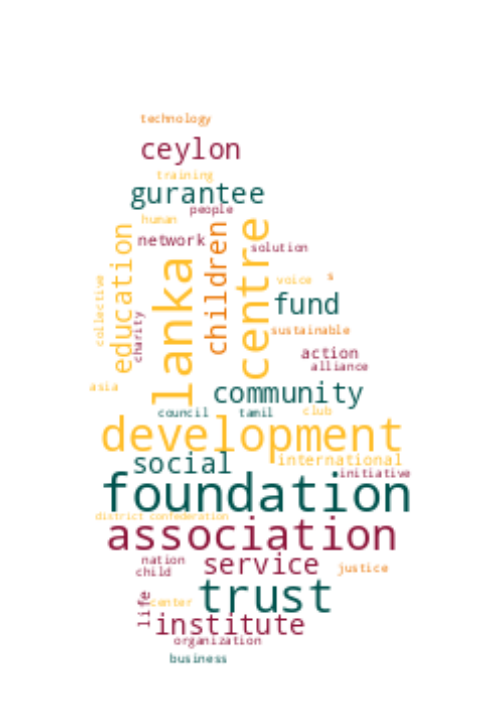 technology
ceylon
training
gurantee
people
human
network
solution
education
children
centre
lanka
collective
charity
voice
s
fund
sustainable
action
alliance
asia
community
council
tamil
club
development
social
international
initiative
foundation
district confederation
association
nation
service
child
justice
life
center
trust
institute
organization
business